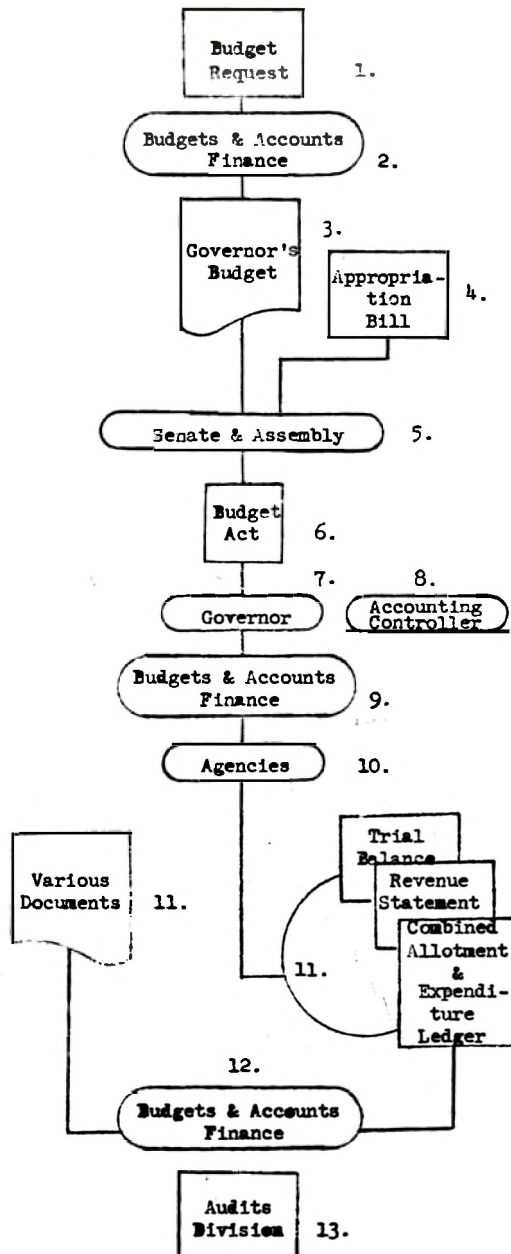 Budget
Request
1.
Budgets & Accounts
Finance
2.
3.
Governor's
Budget
Appropria-
tion
Bill
4.
Senate & Assembly
5.
Budget
Act
6.
7.
8.
Governor
Accounting
Controller
Budgets & Accounts
Finance
9.
Agencies
10.
Various
Documents
11.
Trial
Balance
Revenue
Statement
Combined
Allotment
&
Expendi-
ture
Ledger
11.
12.
Budgets & Accounts
Finance
Audits
Division
13.